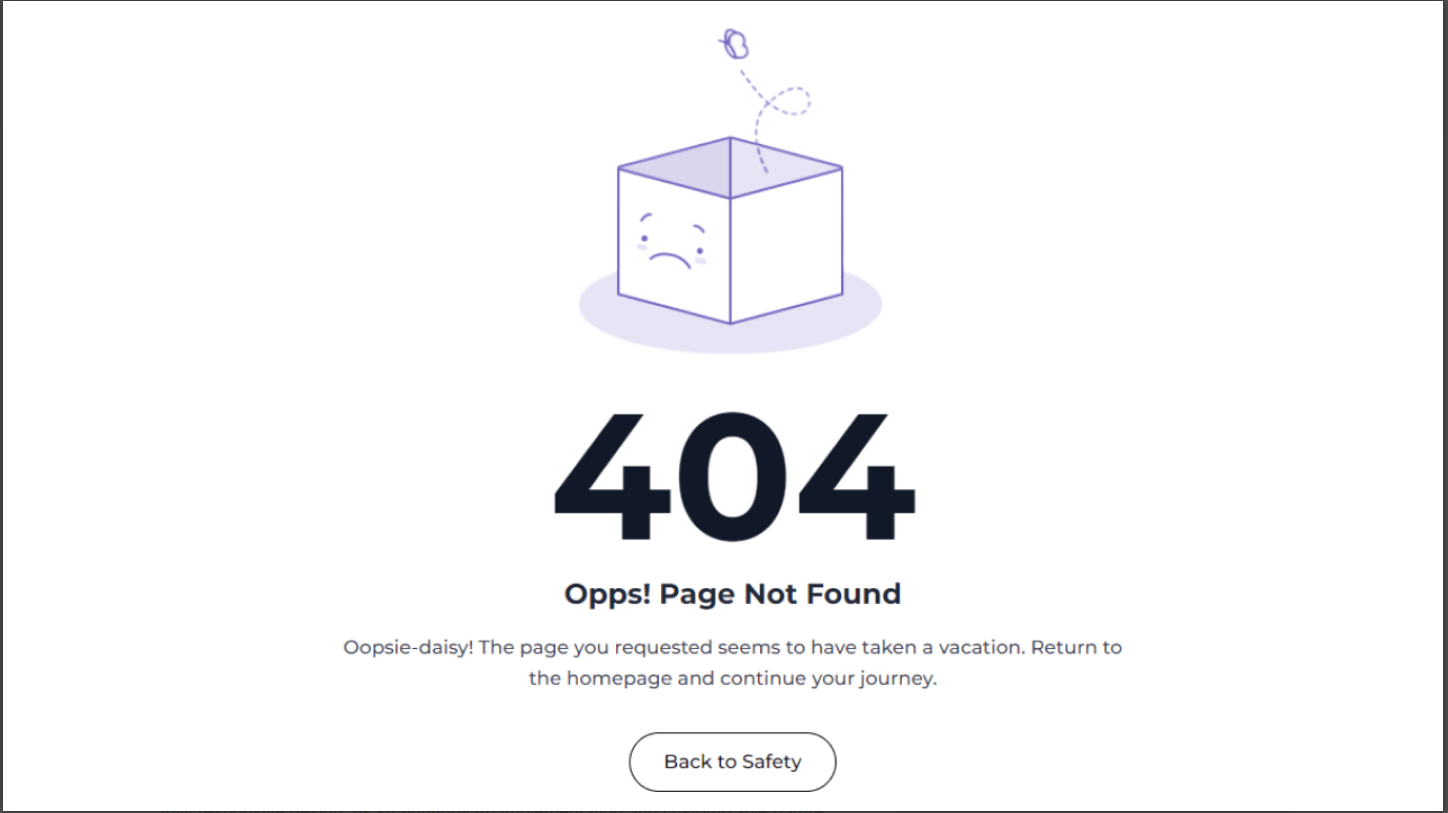 404
Opps! Page Not Found
Oopsie-daisy! The page you requested seems to have taken a vacation. Return to
the homepage and continue your journey.
Back to Safety